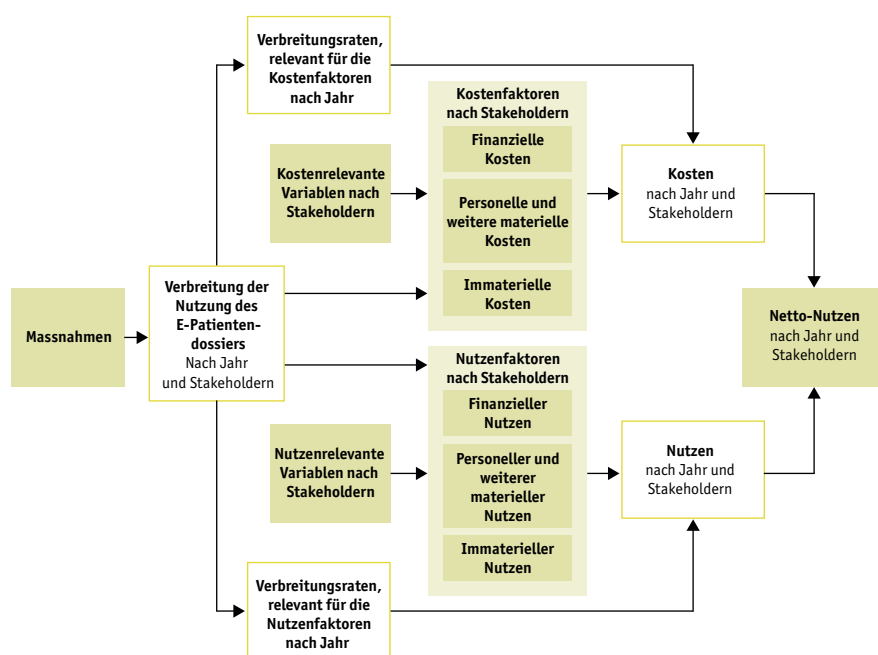 Verbreitungsraten,
relevant für die
Kostenfaktoren
nach Jahr
Kostenfaktoren
nach Stakeholdern
Finanzielle
Kosten
Kostenrelevante
Variablen nach
Stakeholdern
Personelle und
weitere materielle
Kosten
Immaterielle
Kosten
Kosten
nach Jahr und
Stakeholdern
Massnahmen
Verbreitung der
Nutzung des
E-Patienten-
dossiers
Nach Jahr
und Stakeholdern
Netto-Nutzen
nach Jahr und
Stakeholdern
Nutzenfaktoren
nach Stakeholdern
Finanzieller
Nutzen
Nutzenrelevante
Variablen nach
Stakeholdern
Personeller und
weiterer
materieller
Nutzen
Immaterieller
Nutzen
Nutzen
nach Jahr und
Stakeholdern
Verbreitungsraten,
relevant für die
Nutzenfaktoren
nach Jahr